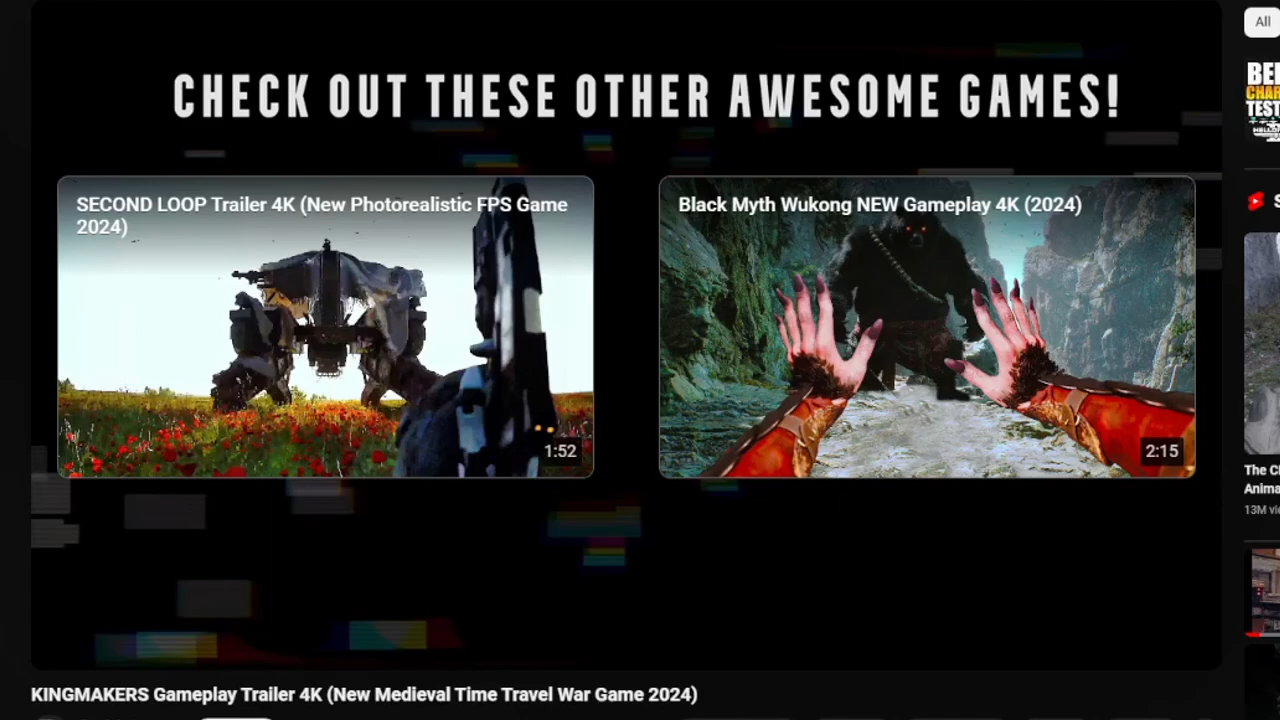 All
CHECK OUT THESE OTHER AWESOME GAMES!
SECOND LOOP Trailer 4K (New Photorealistic FPS Game
2024)
1:52
Black Myth Wukong NEW Gameplay 4K (2024)
2:15
KINGMAKERS Gameplay Trailer 4K (New Medieval Time Travel War Game 2024)
TEST
The
13M